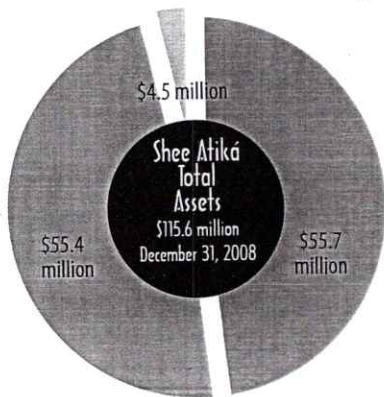 $4.5 million
Shee Atiká
Total
Assets
$115.6 million
December 31, 2008
$55.4
million
$55.7
million